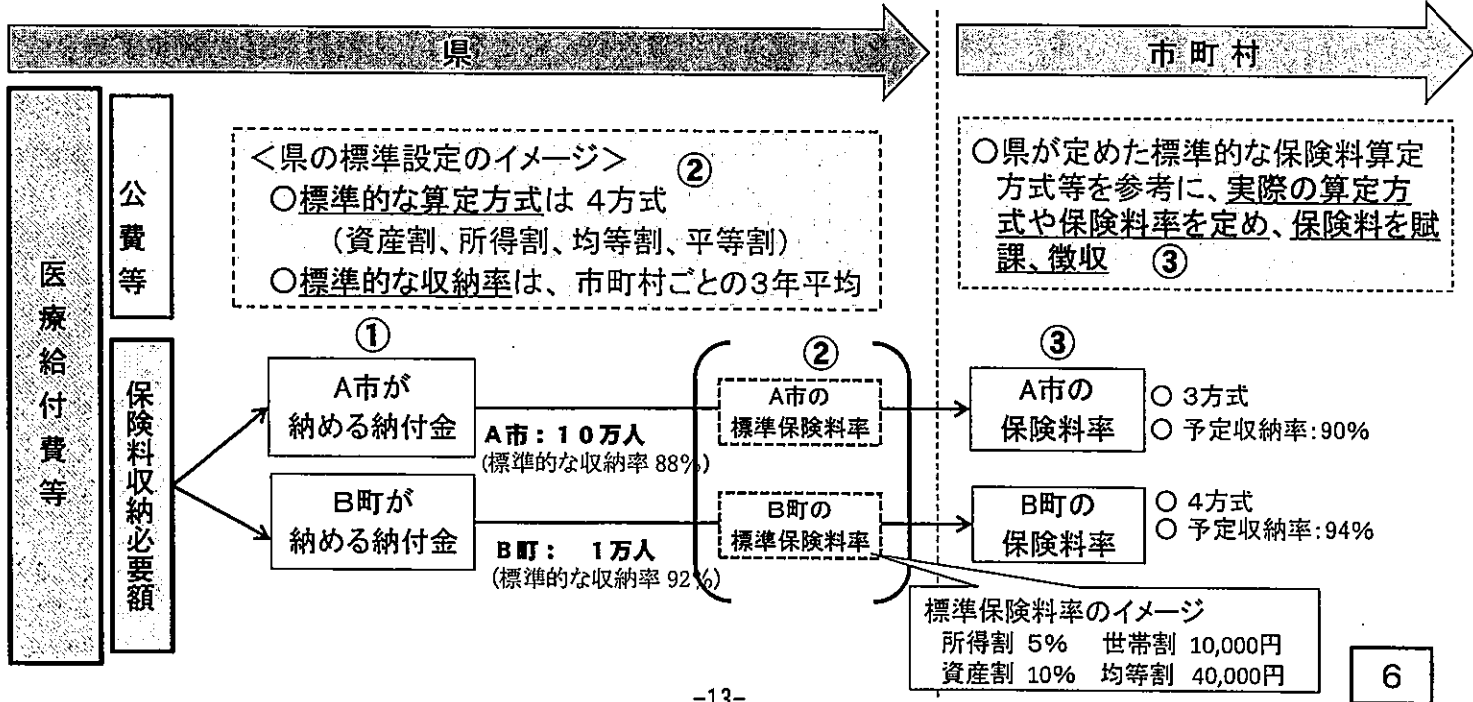 県
市町村
医療給付費等
公費等
保険料収納必要額
＜県の標準設定のイメージ＞ ②
○標準的な算定方式は 4方式
（資産割、所得割、均等割、平等割）
○標準的な収納率は、市町村ごとの3年平均
○県が定めた標準的な保険料算定
方式等を参考に、実際の算定方
式や保険料率を定め、保険料を賦
課、徴収 ③
①
A市が
納める納付金
A市：10万人
(標準的な収納率 88%)
②
A市の
標準保険料率
③
A市の
保険料率
○ 3方式
○ 予定収納率：90%
B町が
納める納付金
B町： 1万人
(標準的な収納率 92%)
B町の
標準保険料率
B町の
保険料率
○ 4方式
○ 予定収納率：94%
標準保険料率のイメージ
所得割 5% 世帯割 10,000円
資産割 10% 均等割 40,000円
6
-13-